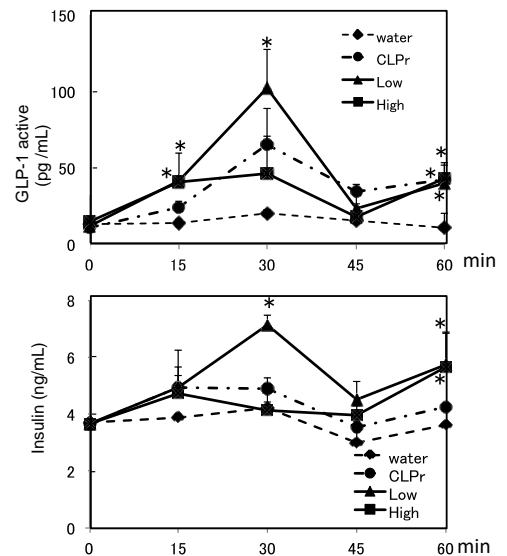 150
100
50
0
GLP-1 active
(pg /mL)
water
CLPr
Low
High
*
*
*
*
*
*
0 15 30 45 60 min
8
6
4
2
0
Insulin (ng/mL)
*
*
*
water
CLPr
Low
High
0 15 30 45 60 min